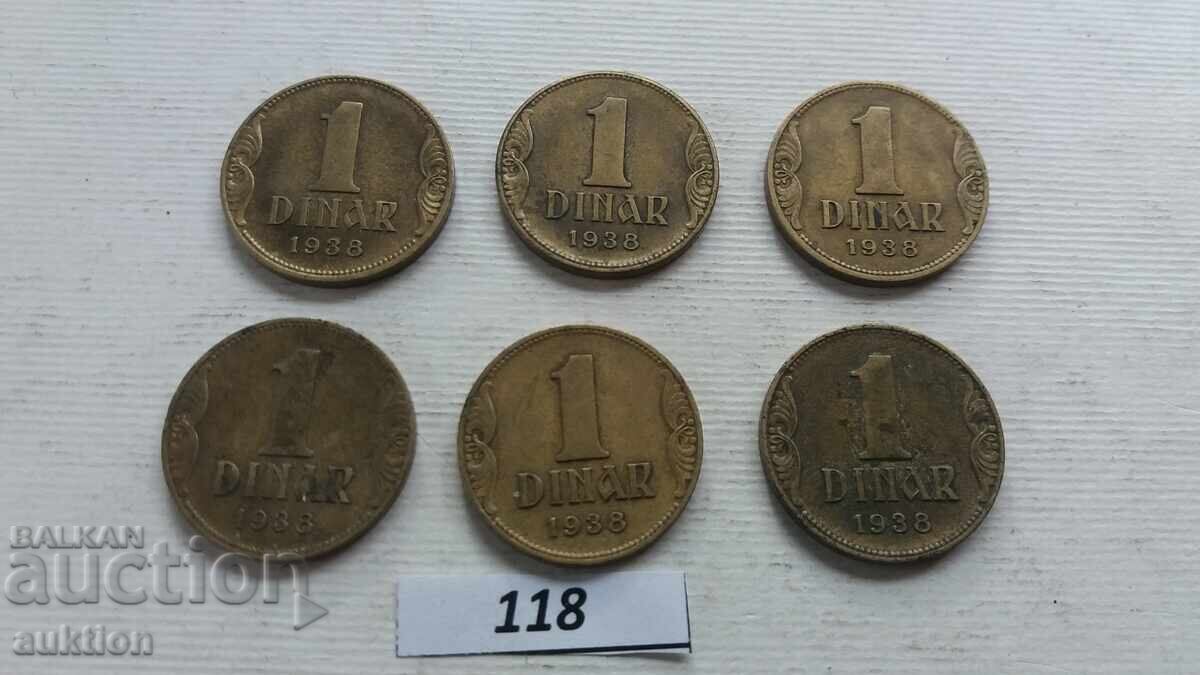 1
DINAR
1938
1
DINAR
1938
1
DINAR
1938
1
DINAR
1938
1
DINAR
1938
1
DINAR
1938
BALKAN
auction
auktion
118